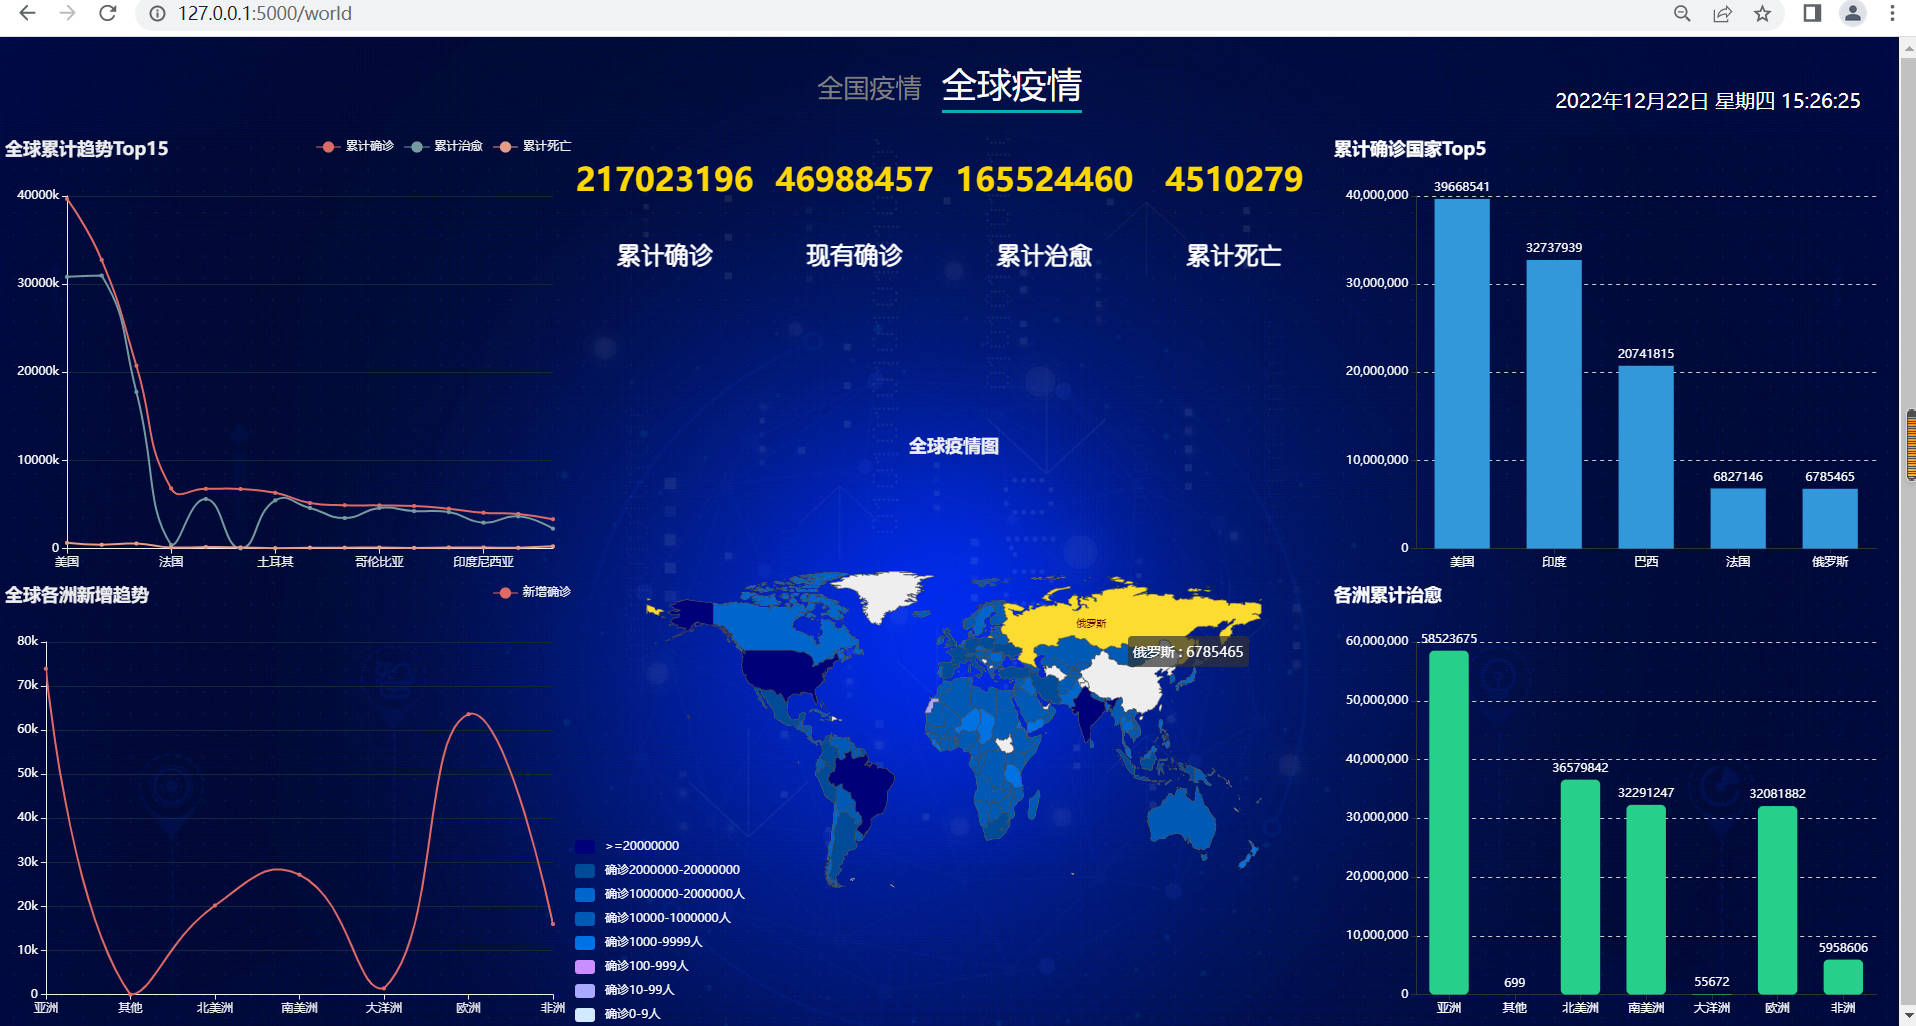 127.0.0.1:5000/world
全国疫情 全球疫情
2022年12月22日 星期四 15:26:25
全球累计趋势Top15
累计确诊 累计治愈 累计死亡
40000k
30000k
20000k
10000k
0
美国 法国 土耳其 哥伦比亚 印度尼西亚
全球各洲新增趋势
新增确诊
80k
70k
60k
50k
40k
30k
20k
10k
0
亚洲 其他 北美洲 南美洲 大洋洲 欧洲 非洲
217023196 46988457 165524460 4510279
累计确诊 现有确诊 累计治愈 累计死亡
全球疫情图
俄罗斯
俄罗斯 : 6785465
>=20000000
确诊2000000-20000000
确诊1000000-2000000人
确诊10000-1000000人
确诊1000-9999人
确诊100-999人
确诊10-99人
确诊0-9人
累计确诊国家Top5
40,000,000
30,000,000
20,000,000
10,000,000
0
39668541
32737939
20741815
6827146
6785465
美国 印度 巴西 法国 俄罗斯
各洲累计治愈
60,000,000
50,000,000
40,000,000
30,000,000
20,000,000
10,000,000
0
58523675
699
36579842
32291247
55672
32081882
5958606
亚洲 其他 北美洲 南美洲 大洋洲 欧洲 非洲